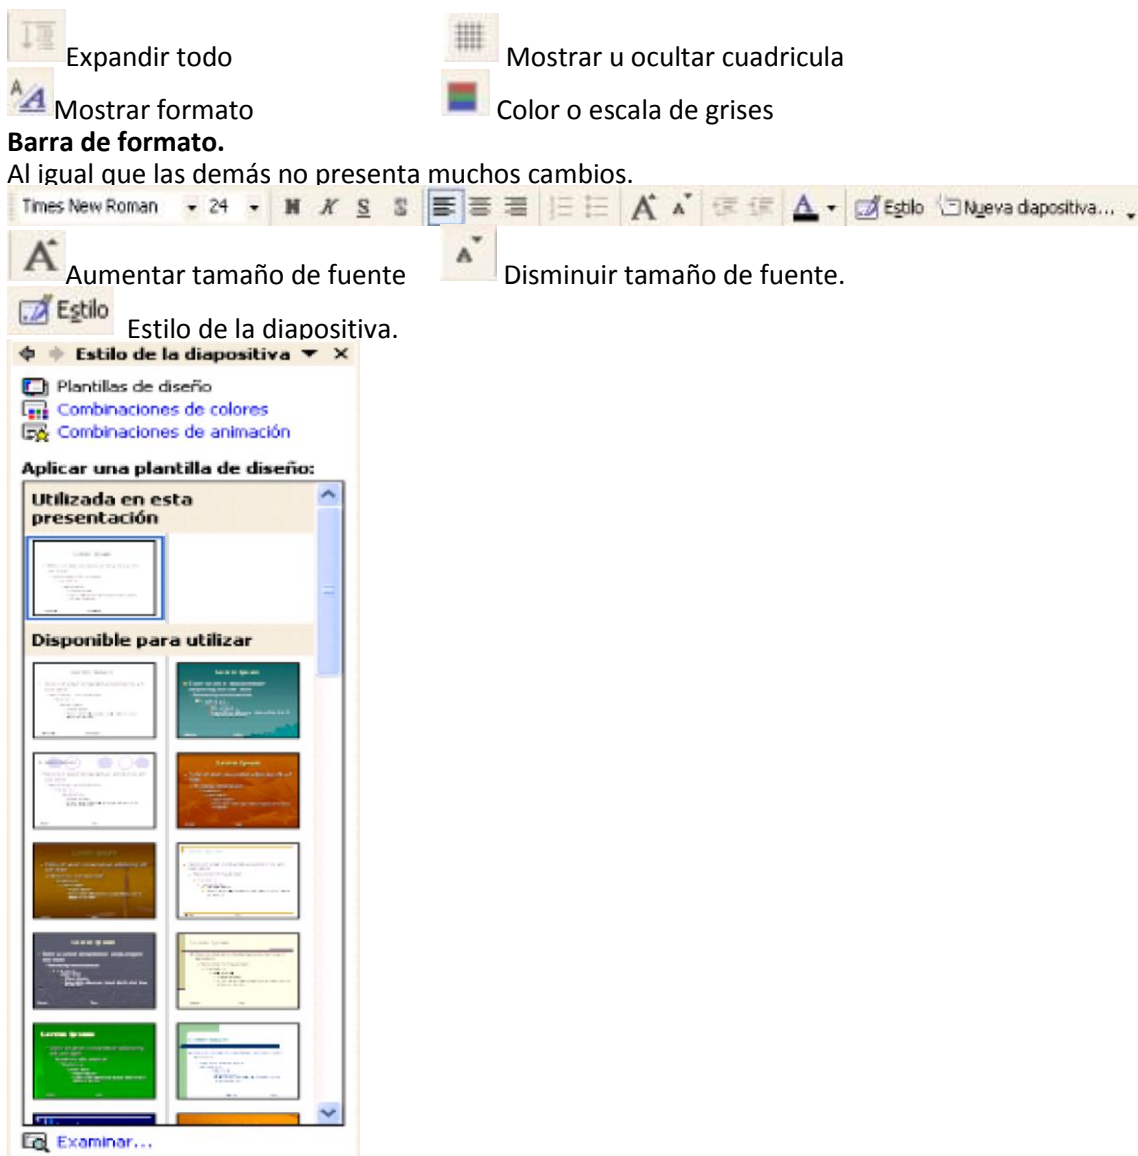 Expandir todo Mostrar u ocultar cuadricula
Mostrar formato Color o escala de grises
Barra de formato.
Al igual que las demás no presenta muchos cambios.
Times New Roman 24 N K S S A A A Estilo Nueva diapositiva...
A Aumentar tamaño de fuente A Disminuir tamaño de fuente.
Estilo Estilo de la diapositiva.
Estilo de la diapositiva
Plantillas de diseño
Combinaciones de colores
Combinaciones de animación
Aplicar una plantilla de diseño:
Utilizada en esta
presentación
Disponible para utilizar
Examinar...